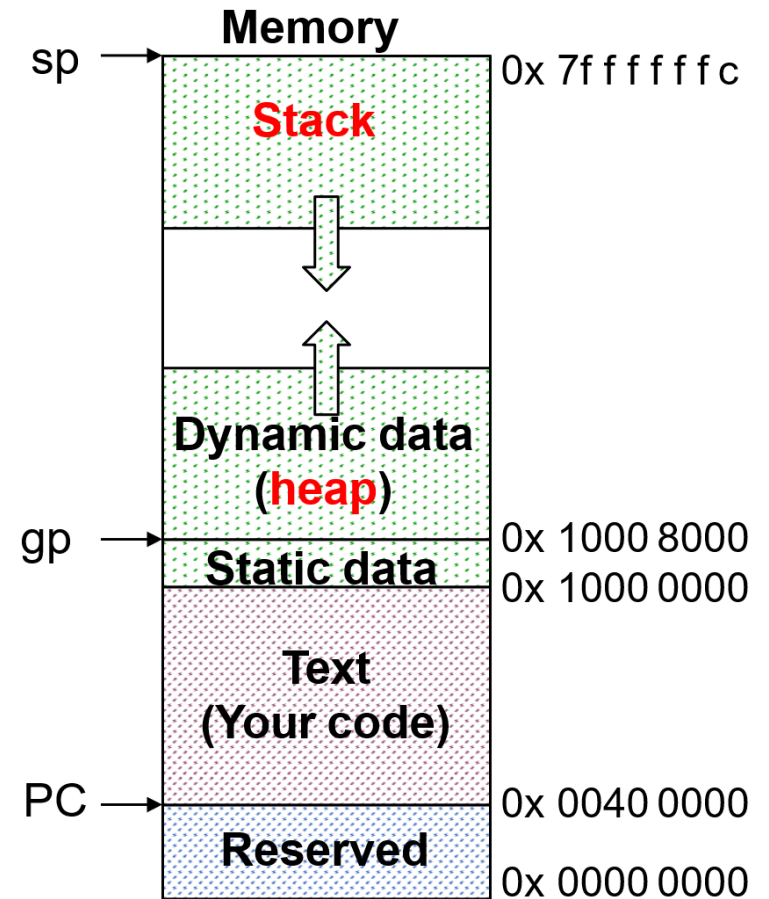 Memory
sp
0x 7f f f f f f c
Stack
Dynamic data
(heap)
gp
0x 1000 8000
Static data
0x 1000 0000
Text
(Your code)
PC
0x 0040 0000
Reserved
0x 0000 0000